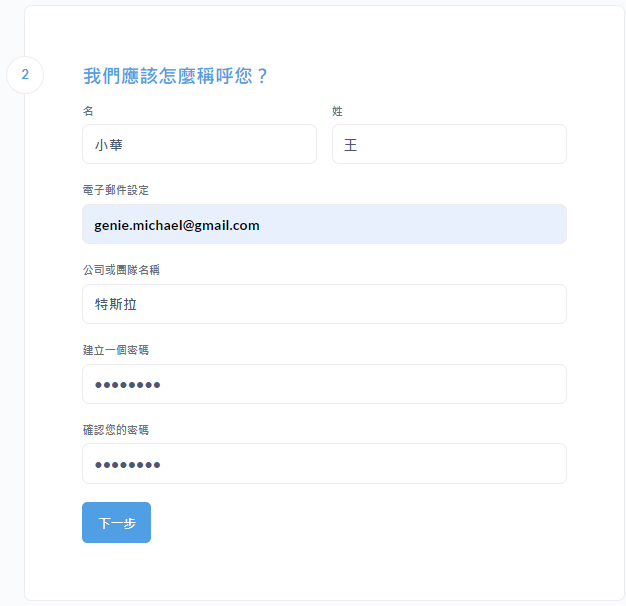 2
我們應該怎麼稱呼您？
名
姓
小華
王
電子郵件設定
genie.michael@gmail.com
公司或團隊名稱
特斯拉
建立一個密碼
●●●●●●●●
確認您的密碼
●●●●●●●●
下一步